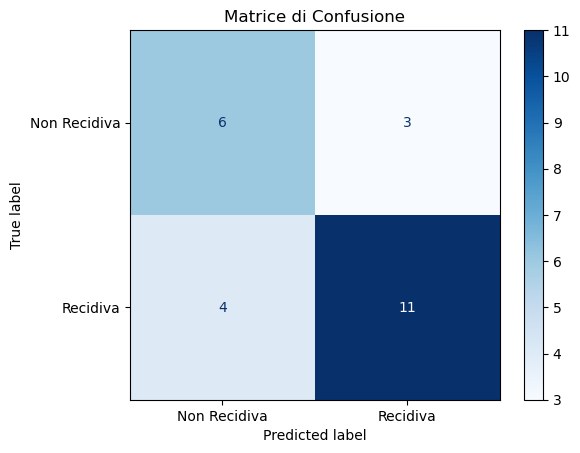 Matrice di Confusione
True label
Non Recidiva
Recidiva
6
3
4
11
Non Recidiva
Recidiva
Predicted label
11
10
9
8
7
6
5
4
3